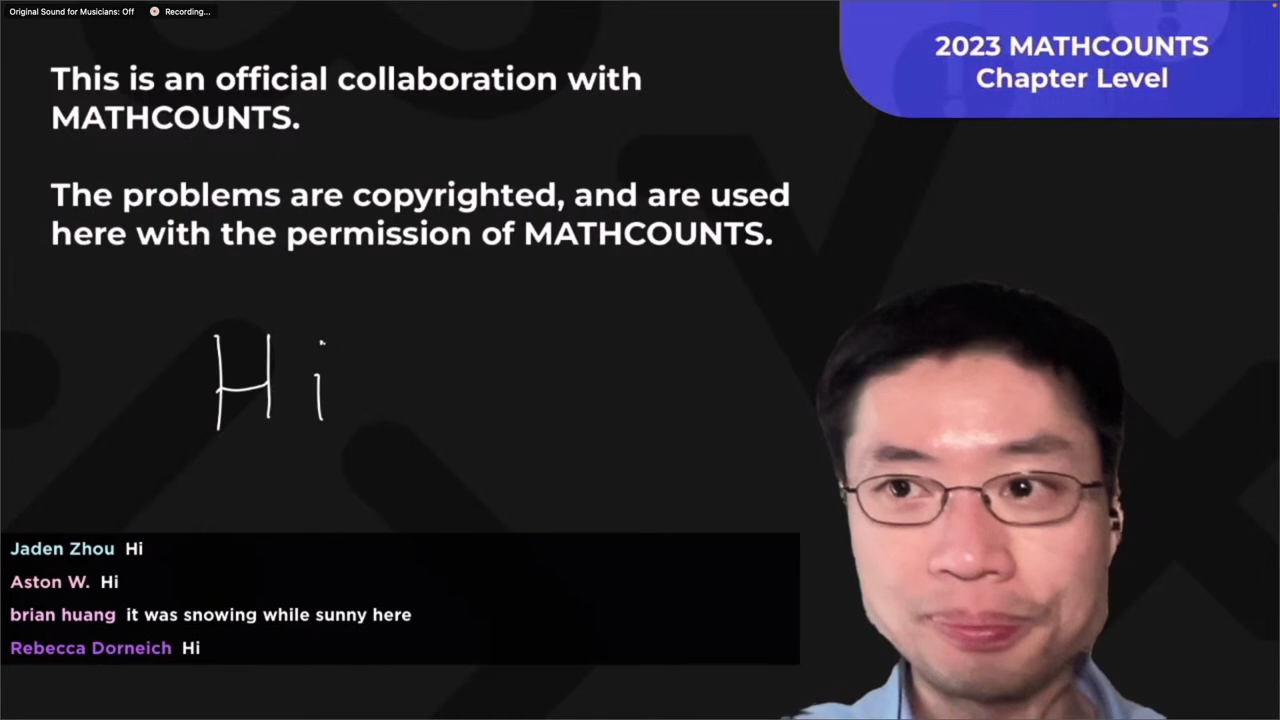 Original Sound for Musicians: Off
Recording...
2023 MATHCOUNTS
Chapter Level
This is an official collaboration with
MATHCOUNTS.
The problems are copyrighted, and are used
here with the permission of MATHCOUNTS.
Hi
Jaden Zhou Hi
Aston W. Hi
brian huang it was snowing while sunny here
Rebecca Dorneich Hi